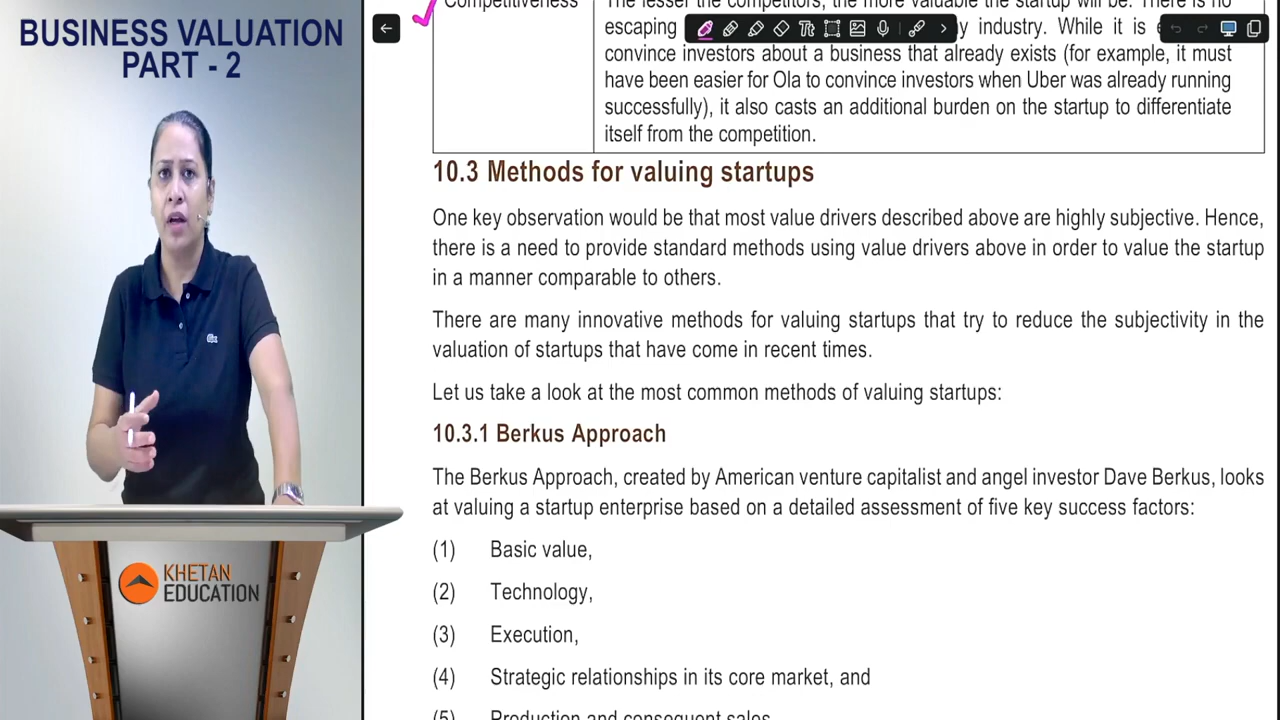 BUSINESS VALUATION
PART - 2
KHETAN
EDUCATION
Competitiveness
The lesser the competitors, the more valuable the startup will be. There is no
escaping y industry. While it is e
convince investors about a business that already exists (for example, it must
have been easier for Ola to convince investors when Uber was already running
successfully), it also casts an additional burden on the startup to differentiate
itself from the competition.
10.3 Methods for valuing startups
One key observation would be that most value drivers described above are highly subjective. Hence,
there is a need to provide standard methods using value drivers above in order to value the startup
in a manner comparable to others.
There are many innovative methods for valuing startups that try to reduce the subjectivity in the
valuation of startups that have come in recent times.
Let us take a look at the most common methods of valuing startups:
10.3.1 Berkus Approach
The Berkus Approach, created by American venture capitalist and angel investor Dave Berkus, looks
at valuing a startup enterprise based on a detailed assessment of five key success factors:
(1) Basic value,
(2) Technology,
(3) Execution,
(4) Strategic relationships in its core market, and
(5) Production and consequent sales